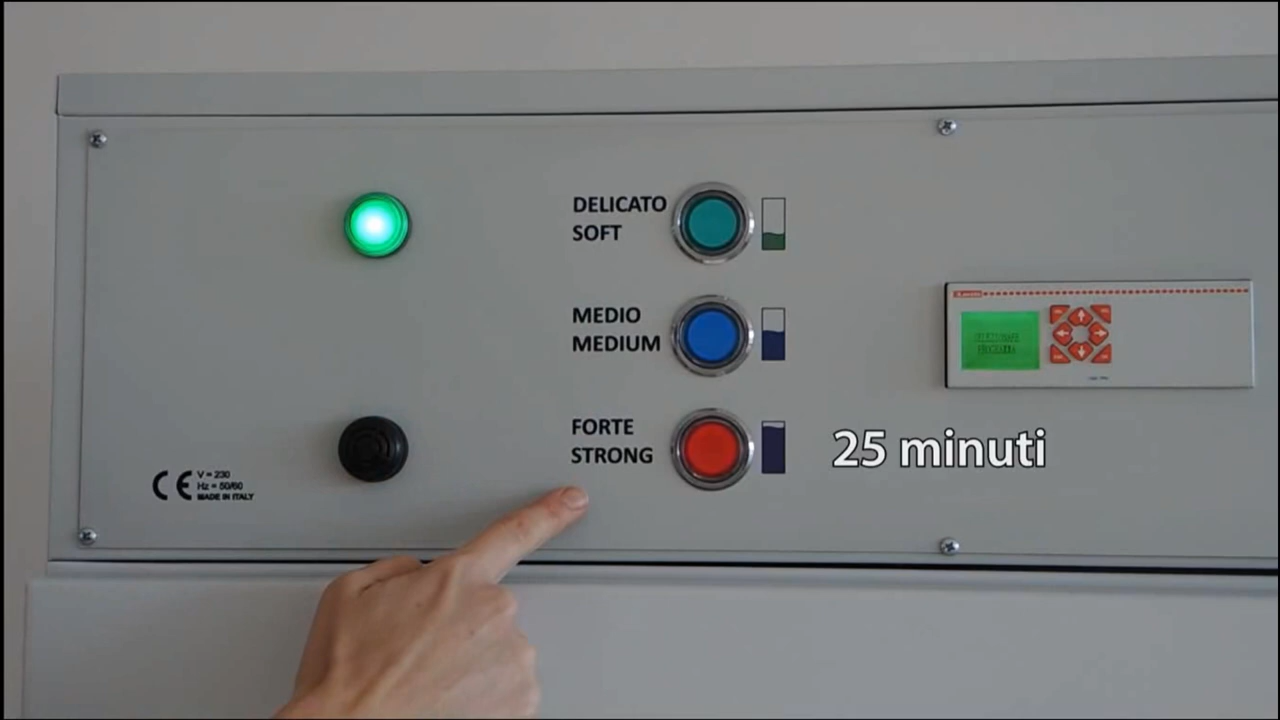 DELICATO
SOFT
MEDIO
MEDIUM
FORTE
STRONG
25 minuti
CE
V = 230
Hz = 50/60
MADE IN ITALY